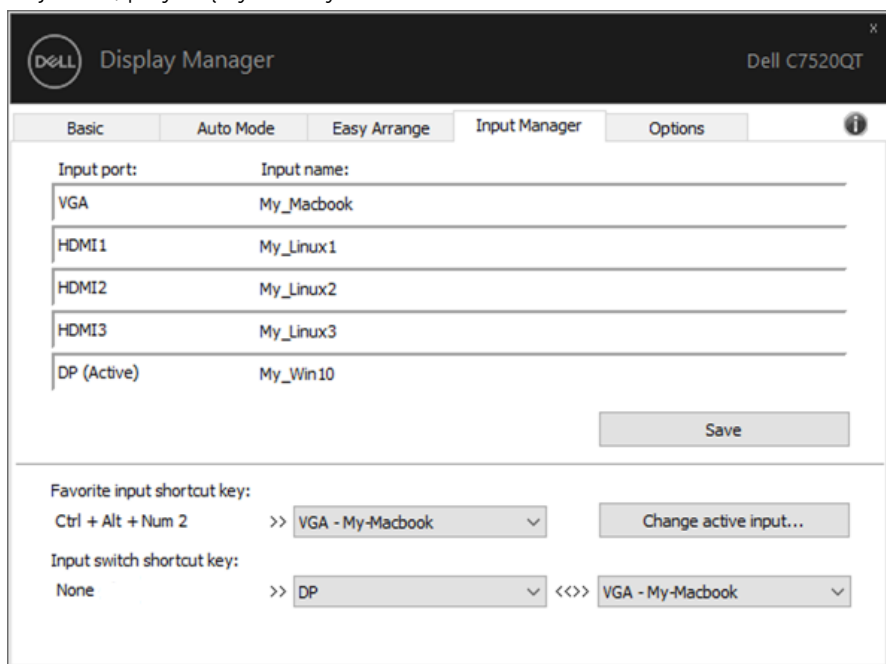 x
DELL Display Manager Dell C7520QT
Basic Auto Mode Easy Arrange Input Manager Options i
Input port: Input name:
VGA My_Macbook
HDMI1 My_Linux1
HDMI2 My_Linux2
HDMI3 My_Linux3
DP (Active) My_Win10
Save
Favorite input shortcut key:
Ctrl + Alt + Num 2 >> VGA - My-Macbook Change active input...
Input switch shortcut key:
None >> DP <<>> VGA - My-Macbook